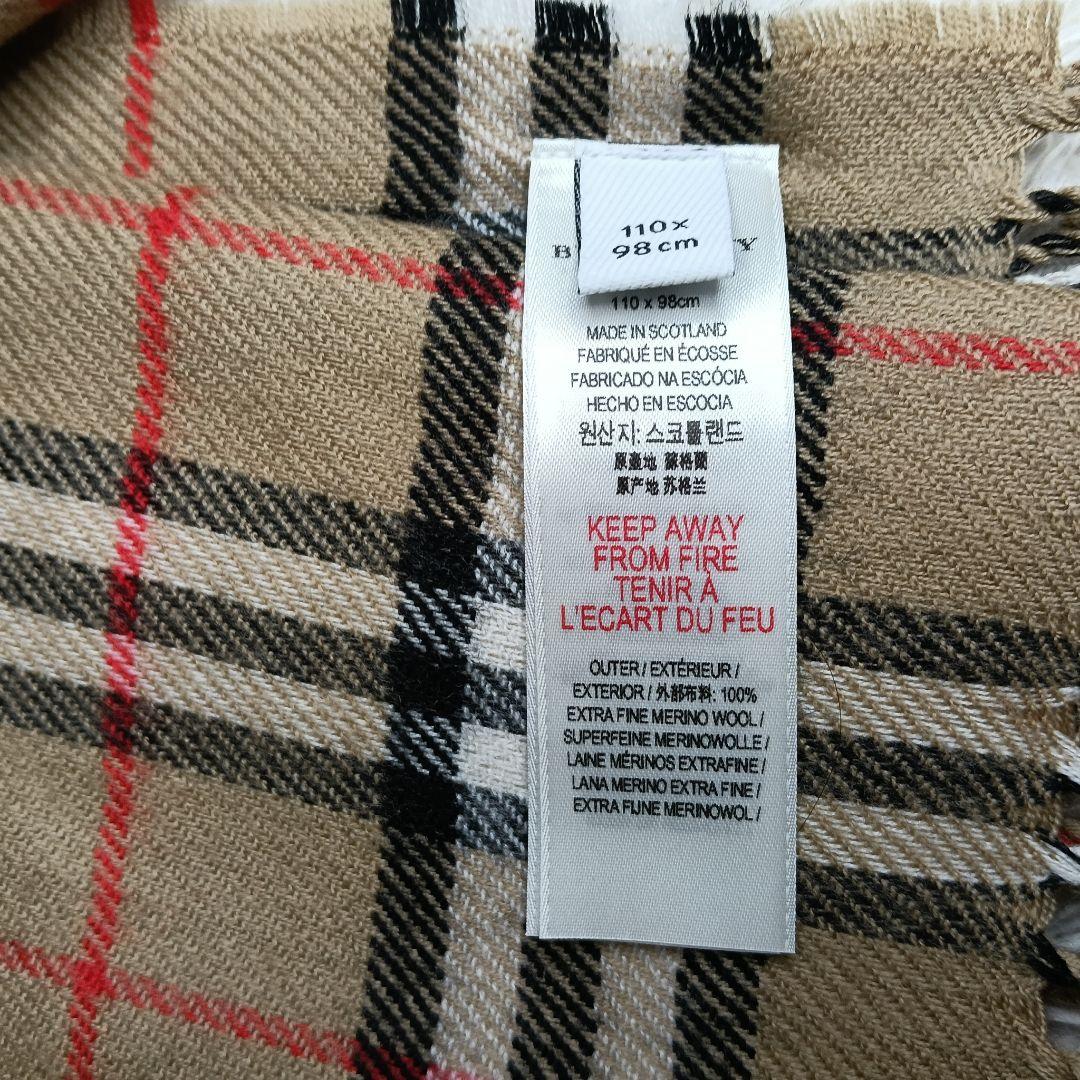 110 x
98 cm
B Y
110 x 98cm
MADE IN SCOTLAND
FABRIQUÉ EN ÉCOSSE
FABRICADO NA ESCÓCIA
HECHO EN ESCOCIA
원산지: 스코틀랜드
原產地 蘇格蘭
原产地 苏格兰
KEEP AWAY
FROM FIRE
TENIR À
L'ECART DU FEU
OUTER / EXTÉRIEUR /
EXTERIOR / 外部布料: 100%
EXTRA FINE MERINO WOOL /
SUPERFEINE MERINOWOLLE /
LAINE MÉRINOS EXTRAFINE /
LANA MERINO EXTRA FINE /
EXTRA FIJNE MERINOWOL /